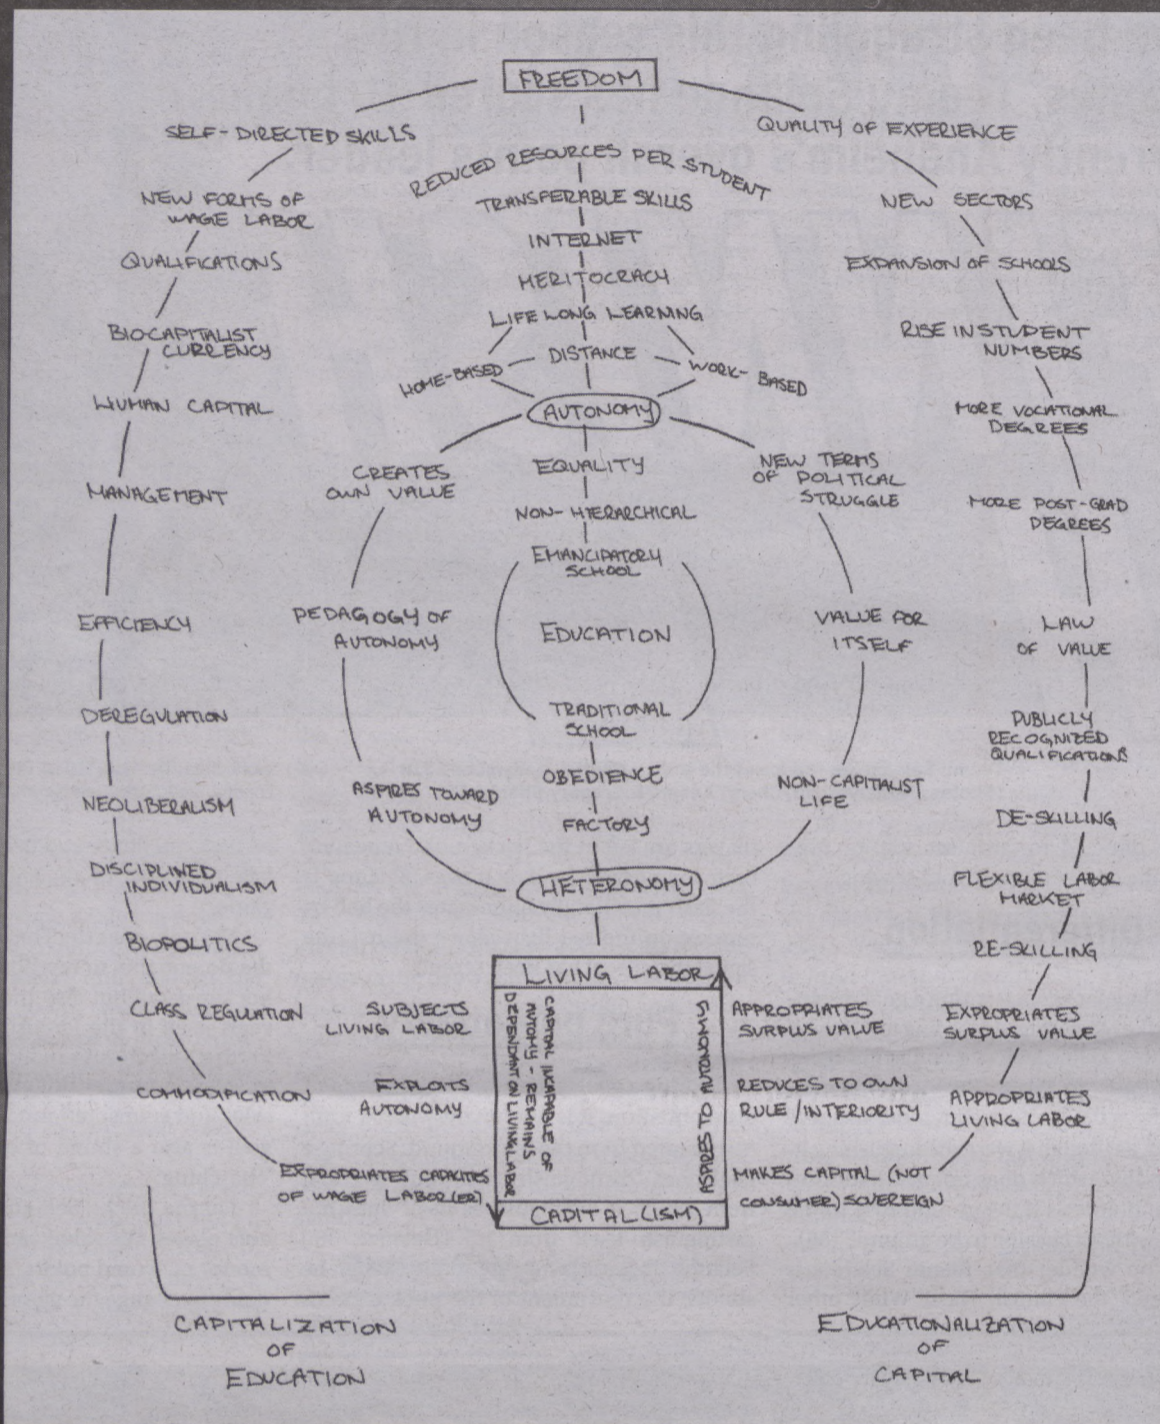 FREEDOM
SELF-DIRECTED SKILLS
NEW FORMS OF
WAGE LABOR
QUALIFICATIONS
BIOCAPITALIST
CURRENCY
HUMAN CAPITAL
MANAGEMENT
EFFICIENCY
DEREGULATION
NEOLIBERALISM
DISCIPLINED
INDIVIDUALISM
BIOPOLITICS
CLASS REGULATION
COMMODIFICATION
EXPROPRIATES CAPACITIES
OF WAGE LABOR(ER)
REDUCED RESOURCES PER STUDENT
TRANSFERABLE SKILLS
INTERNET
MERITOCRACY
LIFE LONG LEARNING
HOME-BASED
DISTANCE
WORK-BASED
AUTONOMY
CREATES
OWN VALUE
PEDAGOGY OF
AUTONOMY
ASPIRES TOWARD
AUTONOMY
EQUALITY
NON-HIERARCHICAL
EMANCIPATORY
SCHOOL
EDUCATION
TRADITIONAL
SCHOOL
OBEDIENCE
FACTORY
HETERONOMY
NEW TERMS
OF POLITICAL
STRUGGLE
VALUE FOR
ITSELF
NON-CAPITALIST
LIFE
QUALITY OF EXPERIENCE
NEW SECTORS
EXPANSION OF SCHOOLS
RISE IN STUDENT
NUMBERS
MORE VOCATIONAL
DEGREES
MORE POST-GRAD
DEGREES
LAW
OF VALUE
PUBLICLY
RECOGNIZED
QUALIFICATIONS
DE-SKILLING
FLEXIBLE LABOR
MARKET
RE-SKILLING
EXPROPRIATES
SURPLUS VALUE
APPROPRIATES
LIVING LABOR
SUBJECTS
LIVING LABOR
EXPLOITS
AUTONOMY
LIVING LABOR
CAPITAL INCAPABLE OF
AUTOMY - REMAINS
DEPENDANT ON LIVING LABOR
ASPIRES TO AUTONOMY
CAPITAL(ISM)
APPROPRIATES
SURPLUS VALUE
REDUCES TO OWN
RULE/INTERIORITY
MAKES CAPITAL (NOT
CONSUMER) SOVEREIGN
CAPITALIZATION
OF
EDUCATION
EDUCATIONALIZATION
OF
CAPITAL